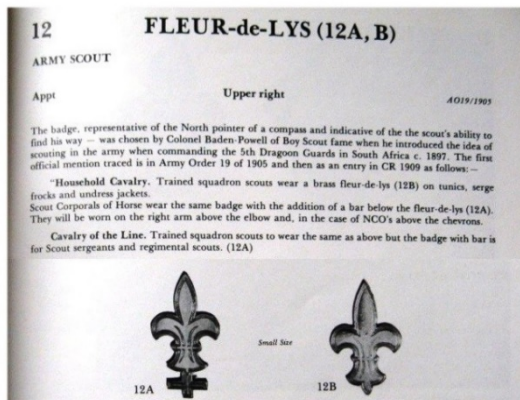 12
FLEUR-de-LYS (12A, B)
ARMY SCOUT
Appt
Upper right
AO19/1905
The badge, representative of the North pointer of a compass and indicative of the the scout's ability to
find his way — was chosen by Colonel Baden-Powell of Boy Scout fame when he introduced the idea of
scouting in the army when commanding the 5th Dragoon Guards in South Africa c. 1897. The first
official mention traced is in Army Order 19 of 1905 and then as an entry in CR 1909 as follows:—
"Household Cavalry. Trained squadron scouts wear a brass fleur-de-lys (12B) on tunics, serge
frocks and undress jackets.
Scout Corporals of Horse wear the same badge with the addition of a bar below the fleur-de-lys (12A).
They will be worn on the right arm above the elbow and, in the case of NCO's above the chevrons.
Cavalry of the Line. Trained squadron scouts to wear the same as above but the badge with bar is
for Scout sergeants and regimental scouts. (12A)
Small Size
12A
12B